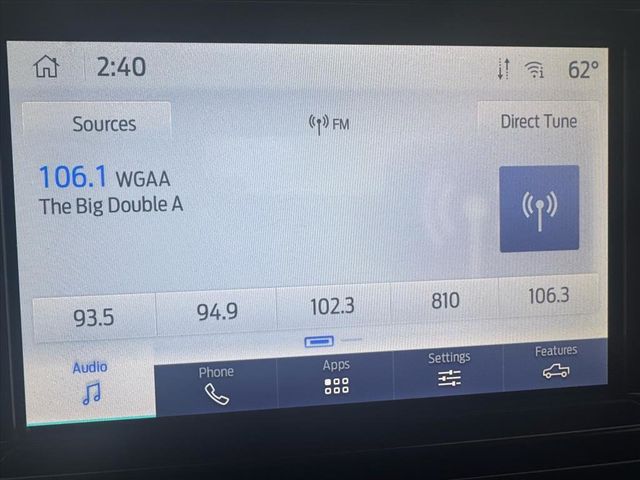 2:40 62°
Sources FM Direct Tune
106.1 WGAA
The Big Double A
93.5 94.9 102.3 810 106.3
Audio Phone Apps Settings Features